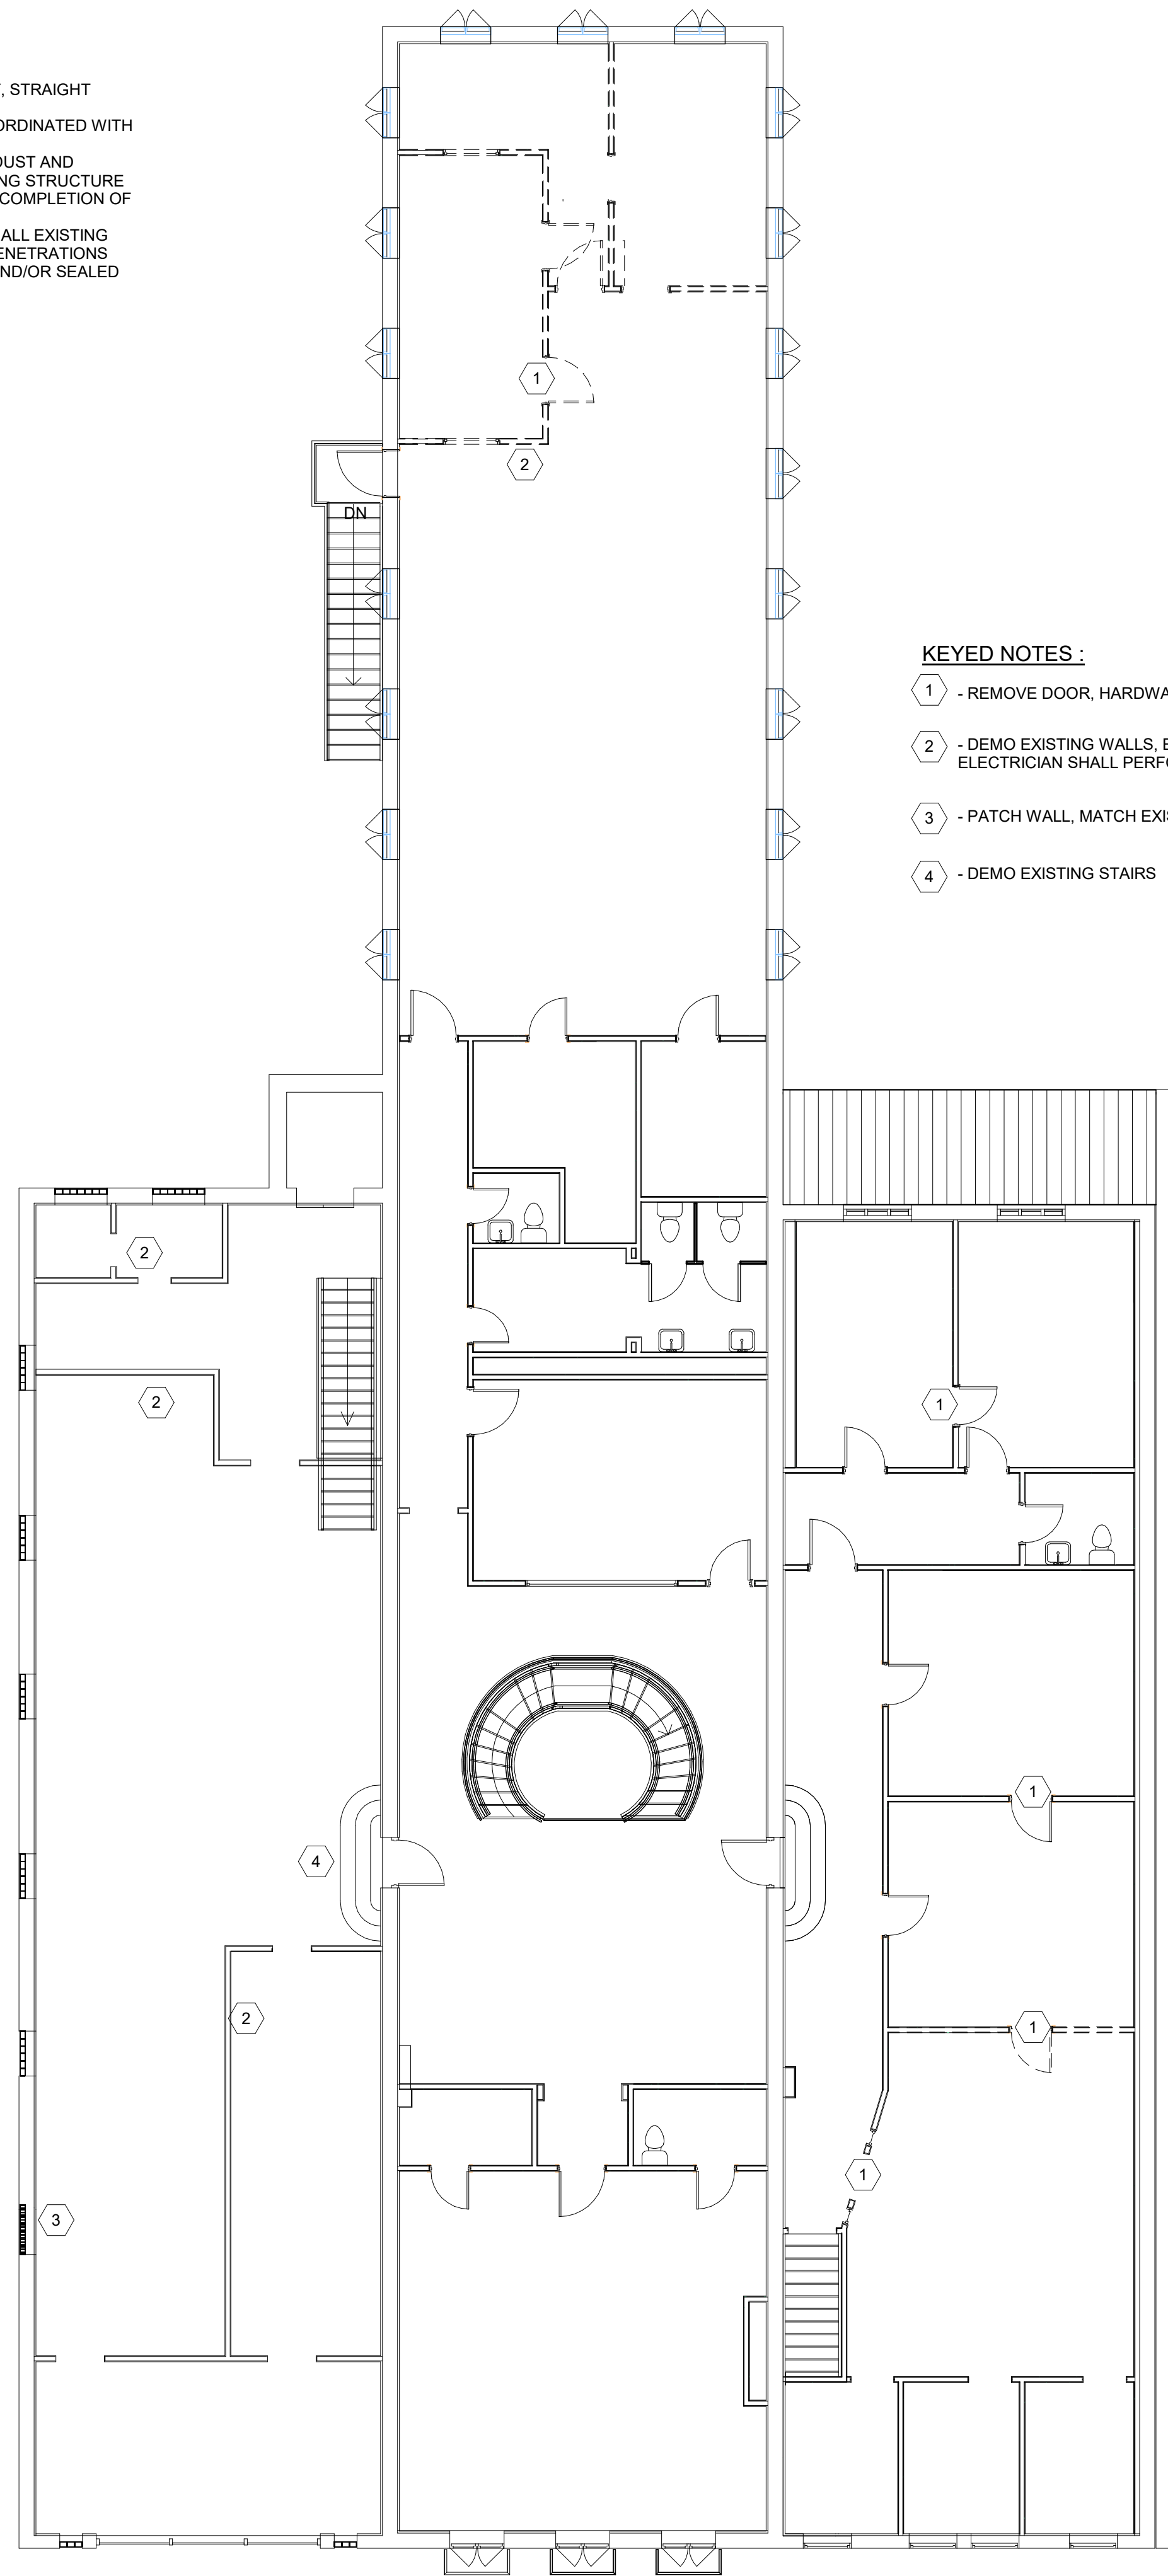 , STRAIGHT
ORDINATED WITH
DUST AND
NG STRUCTURE
COMPLETION OF
ALL EXISTING
ENETRATIONS
ND/OR SEALED
1
2
DN
KEYED NOTES :
1 - REMOVE DOOR, HARDWA
2 - DEMO EXISTING WALLS, E
ELECTRICIAN SHALL PERFO
3 - PATCH WALL, MATCH EXIS
4 - DEMO EXISTING STAIRS
2
2
1
1
4
2
1
1
3